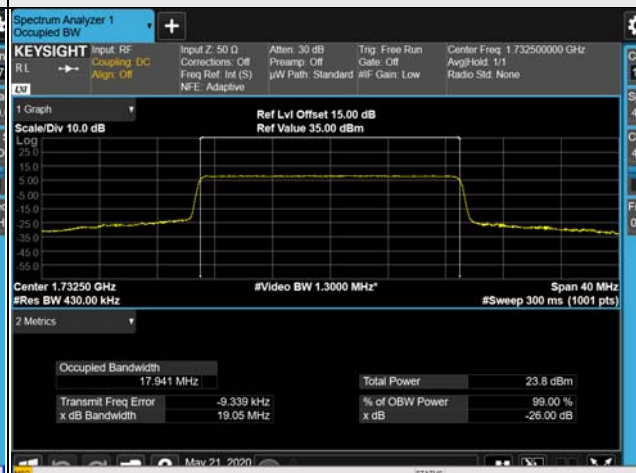 Spectrum Analyzer 1
Occupied BW
+
KEYSIGHT
RL
LXI
Input: RF
Coupling: DC
Align: Off
Input Z: 50 Ω
Corrections: Off
Freq Ref: Int (S)
NFE: Adaptive
Atten: 30 dB
Preamp: Off
µW Path: Standard
Trig: Free Run
Gate: Off
#IF Gain: Low
Center Freq: 1.732500000 GHz
Avg|Hold: 1/1
Radio Std: None
1 Graph
Scale/Div 10.0 dB
Ref Lvl Offset 15.00 dB
Ref Value 35.00 dBm
Log
25.0
15.0
5.00
-5.00
-15.0
-25.0
-35.0
-45.0
-55.0
Center 1.73250 GHz
#Res BW 430.00 kHz
#Video BW 1.3000 MHz*
Span 40 MHz
#Sweep 300 ms (1001 pts)
2 Metrics
Occupied Bandwidth
17.941 MHz
Total Power 23.8 dBm
Transmit Freq Error -9.339 kHz
% of OBW Power 99.00 %
x dB Bandwidth 19.05 MHz
x dB -26.00 dB
May 21, 2020
STATUS